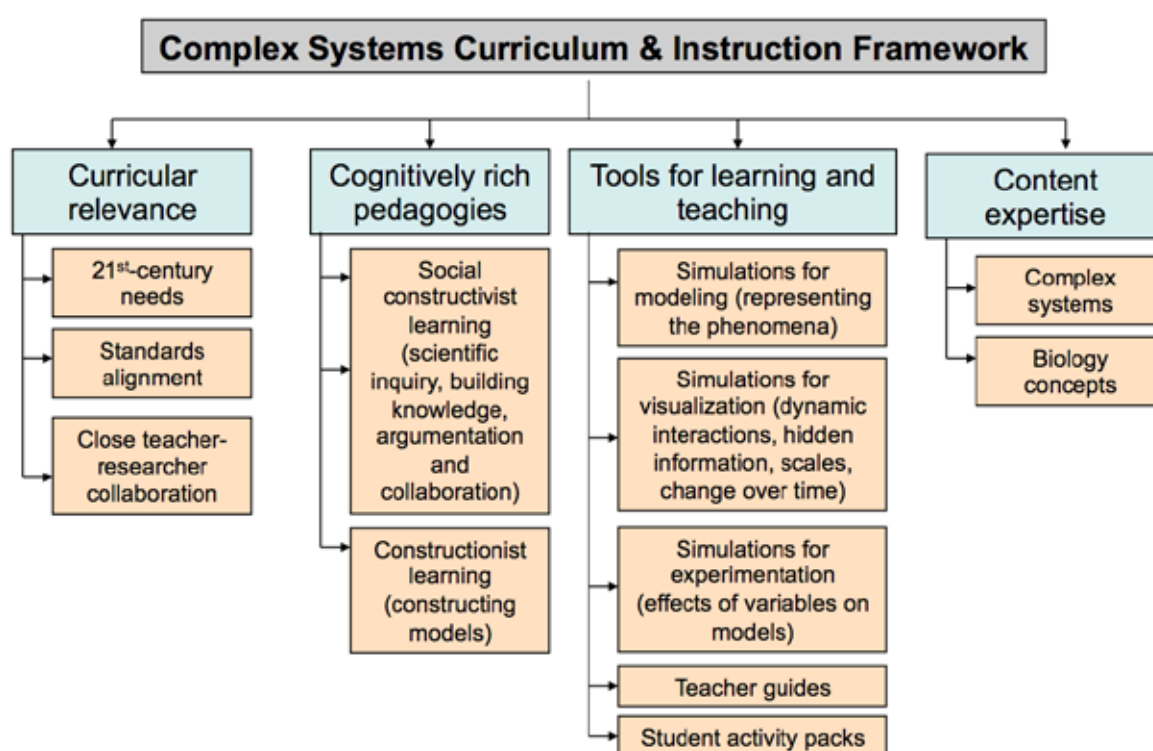 Complex Systems Curriculum & Instruction Framework
Curricular
relevance
21st-century
needs
Standards
alignment
Close teacher-
researcher
collaboration
Cognitively rich
pedagogies
Social
constructivist
learning
(scientific
inquiry, building
knowledge,
argumentation
and
collaboration)
Constructionist
learning
(constructing
models)
Tools for learning and
teaching
Simulations for
modeling (representing
the phenomena)
Simulations for
visualization (dynamic
interactions, hidden
information, scales,
change over time)
Simulations for
experimentation
(effects of variables on
models)
Teacher guides
Student activity packs
Content
expertise
Complex
systems
Biology
concepts